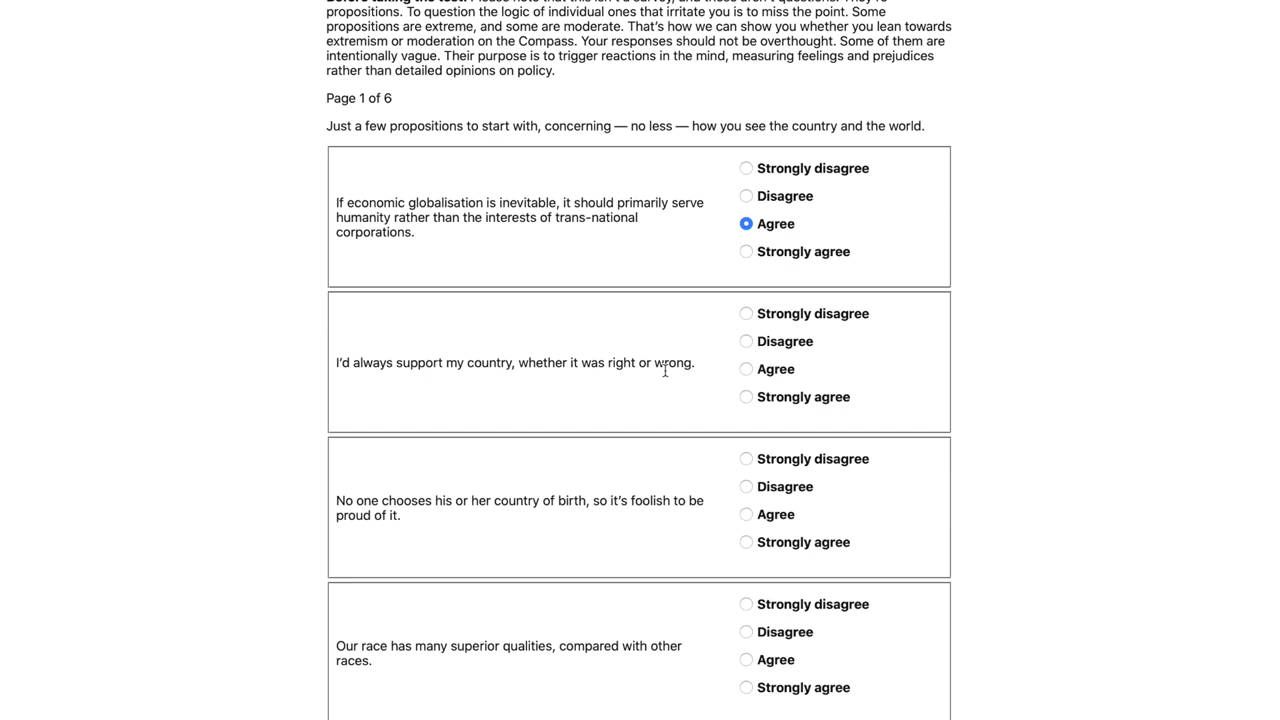 propositions. To question the logic of individual ones that irritate you is to miss the point. Some
propositions are extreme, and some are moderate. That's how we can show you whether you lean towards
extremism or moderation on the Compass. Your responses should not be overthought. Some of them are
intentionally vague. Their purpose is to trigger reactions in the mind, measuring feelings and prejudices
rather than detailed opinions on policy.
Page 1 of 6
Just a few propositions to start with, concerning — no less — how you see the country and the world.
If economic globalisation is inevitable, it should primarily serve
humanity rather than the interests of trans-national
corporations.
Strongly disagree
Disagree
Agree
Strongly agree
I'd always support my country, whether it was right or wrong.
Strongly disagree
Disagree
Agree
Strongly agree
No one chooses his or her country of birth, so it's foolish to be
proud of it.
Strongly disagree
Disagree
Agree
Strongly agree
Our race has many superior qualities, compared with other
races.
Strongly disagree
Disagree
Agree
Strongly agree